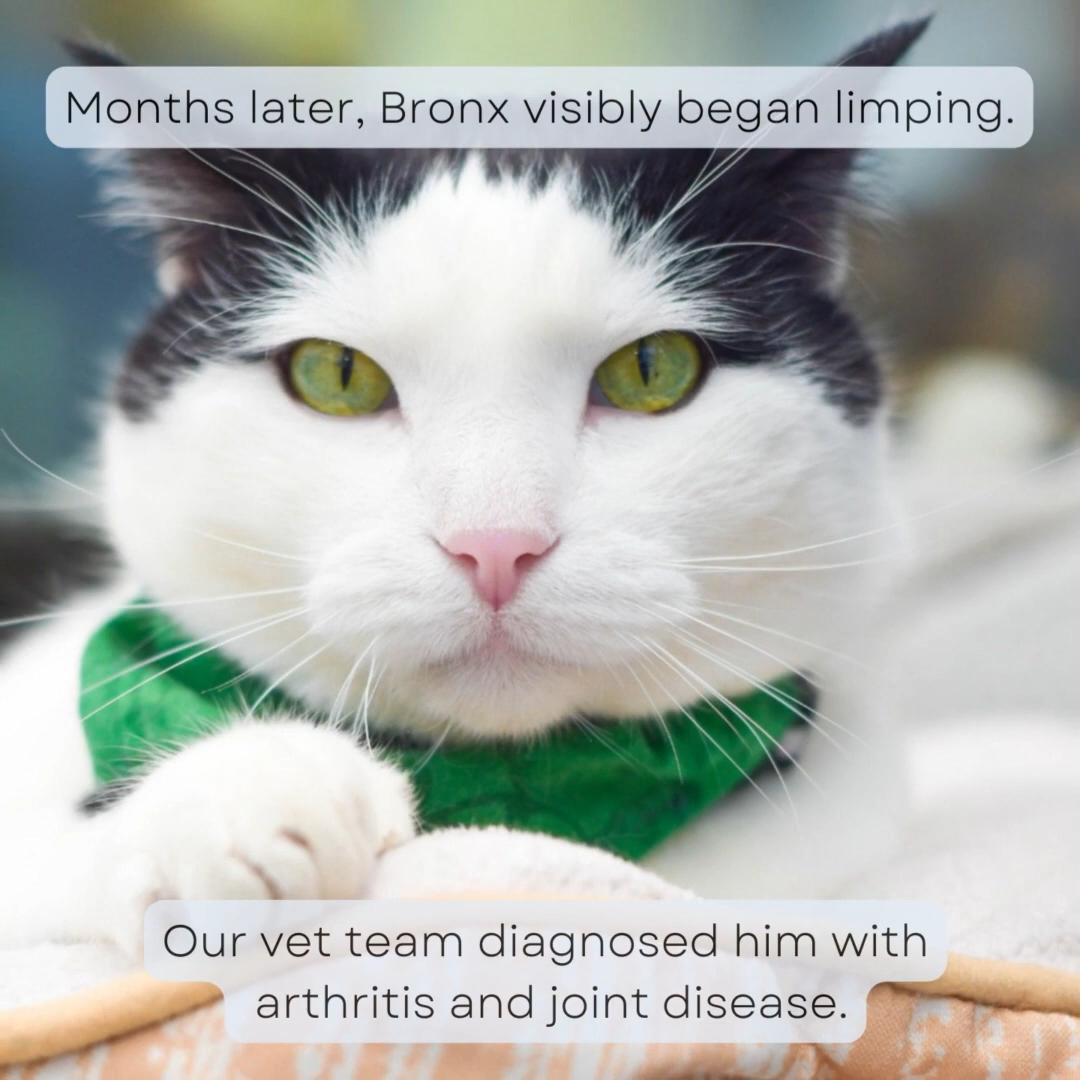 Months later, Bronx visibly began limping.
Our vet team diagnosed him with
arthritis and joint disease.